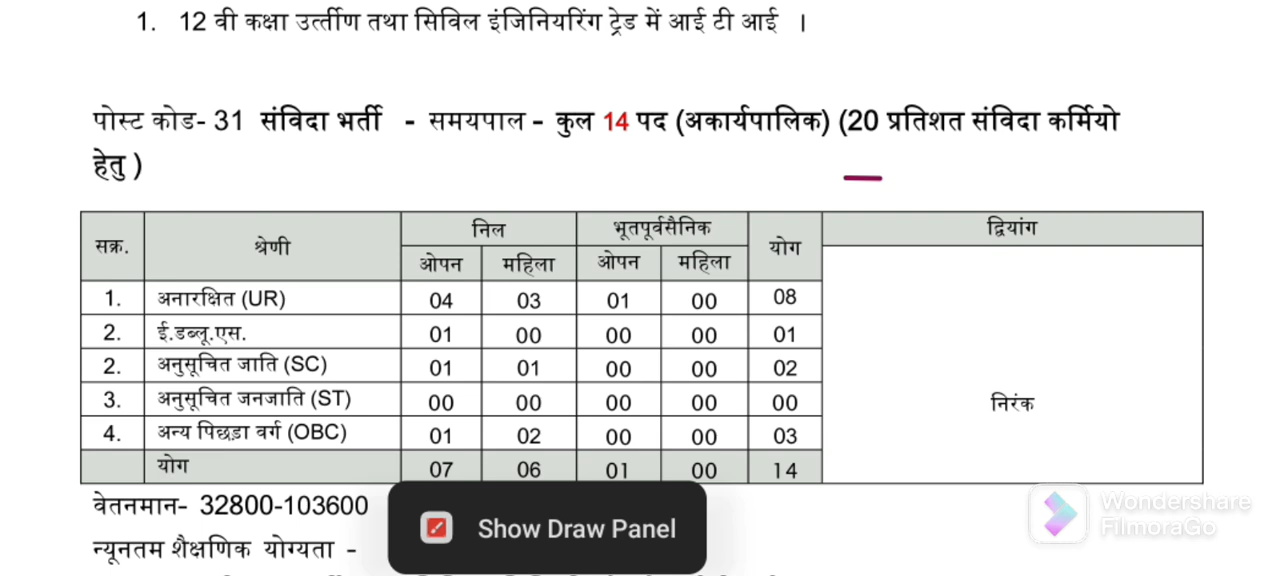 1. 12 वी कक्षा उर्त्तीण तथा सिविल इंजिनियरिंग ट्रेड में आई टी आई ।
पोस्ट कोड- 31 संविदा भर्ती - समयपाल - कुल 14 पद (अकार्यपालिक) (20 प्रतिशत संविदा कर्मियो
हेतु )
सक्र. श्रेणी निल भूतपूर्वसैनिक योग द्वियांग
ओपन महिला ओपन महिला
1. अनारक्षित (UR) 04 03 01 00 08
2. ई.डब्लू.एस. 01 00 00 00 01
2. अनुसूचित जाति (SC) 01 01 00 00 02
3. अनुसूचित जनजाति (ST) 00 00 00 00 00 निरंक
4. अन्य पिछड़ा वर्ग (OBC) 01 02 00 00 03
योग 07 06 01 00 14
वेतनमान- 32800-103600
Show Draw Panel
न्यूनतम शैक्षणिक योग्यता -
Wondershare
FilmoraGo